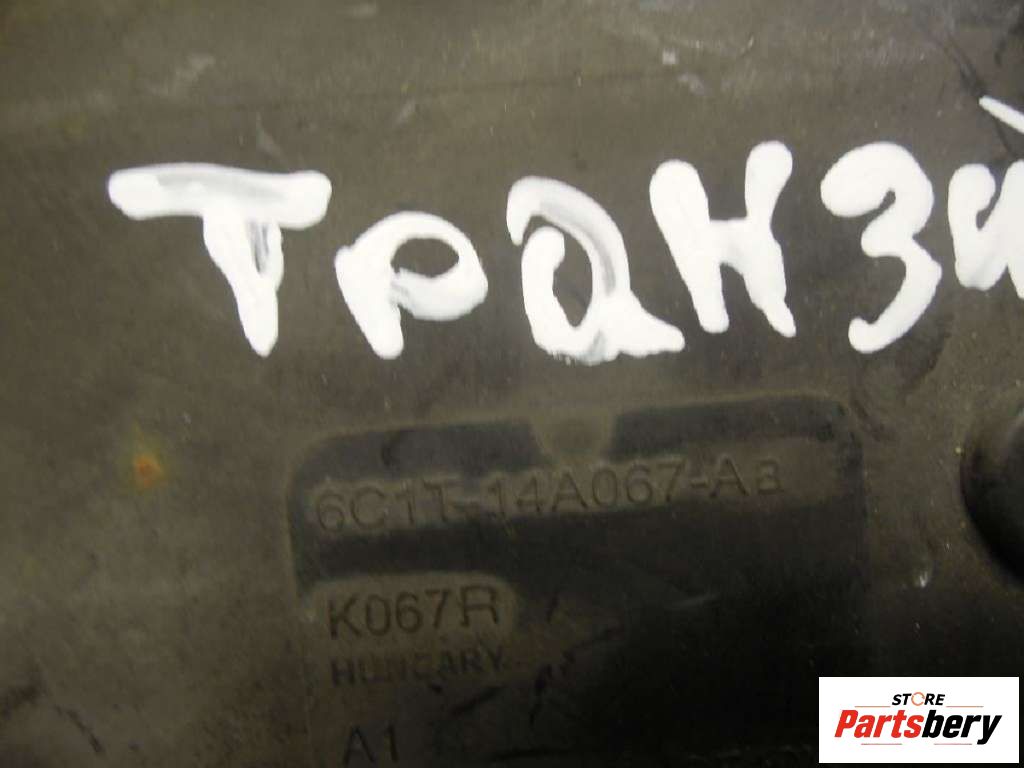 Транзи
6C1T-14A067-AB
K067R
HUNGARY
A1
STORE
Partsbery